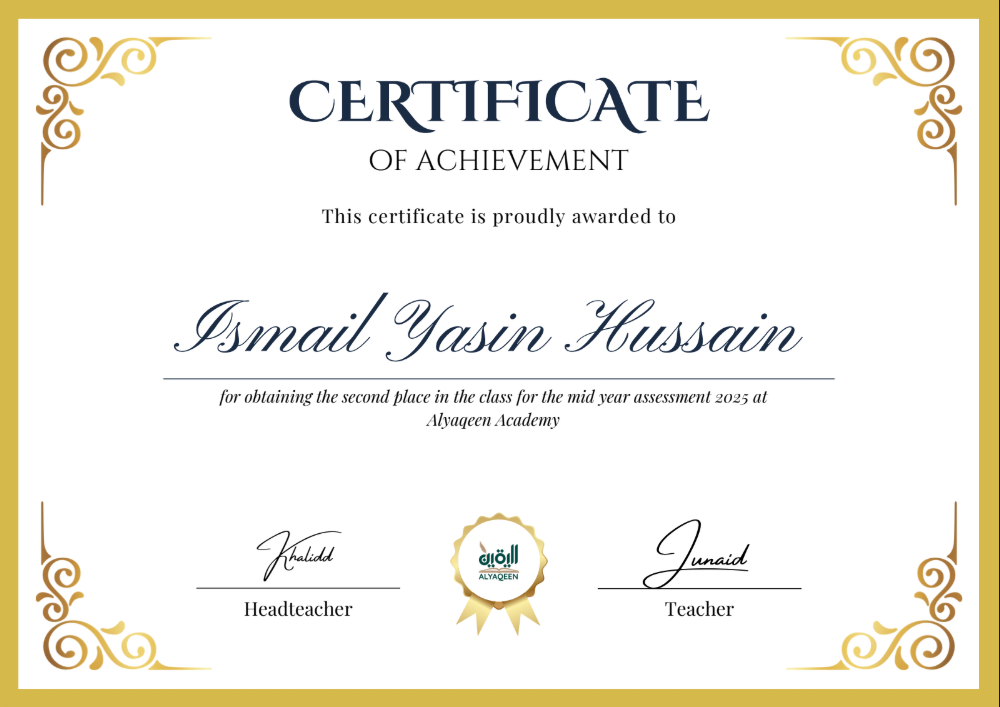 CERTIFICATE
OF ACHIEVEMENT
This certificate is proudly awarded to
Ismail Yasin Hussain
for obtaining the second place in the class for the mid year assessment 2025 at
Alyaqeen Academy
Khalidd
Headteacher
اليقين
ALYAQEEN
Junaid
Teacher